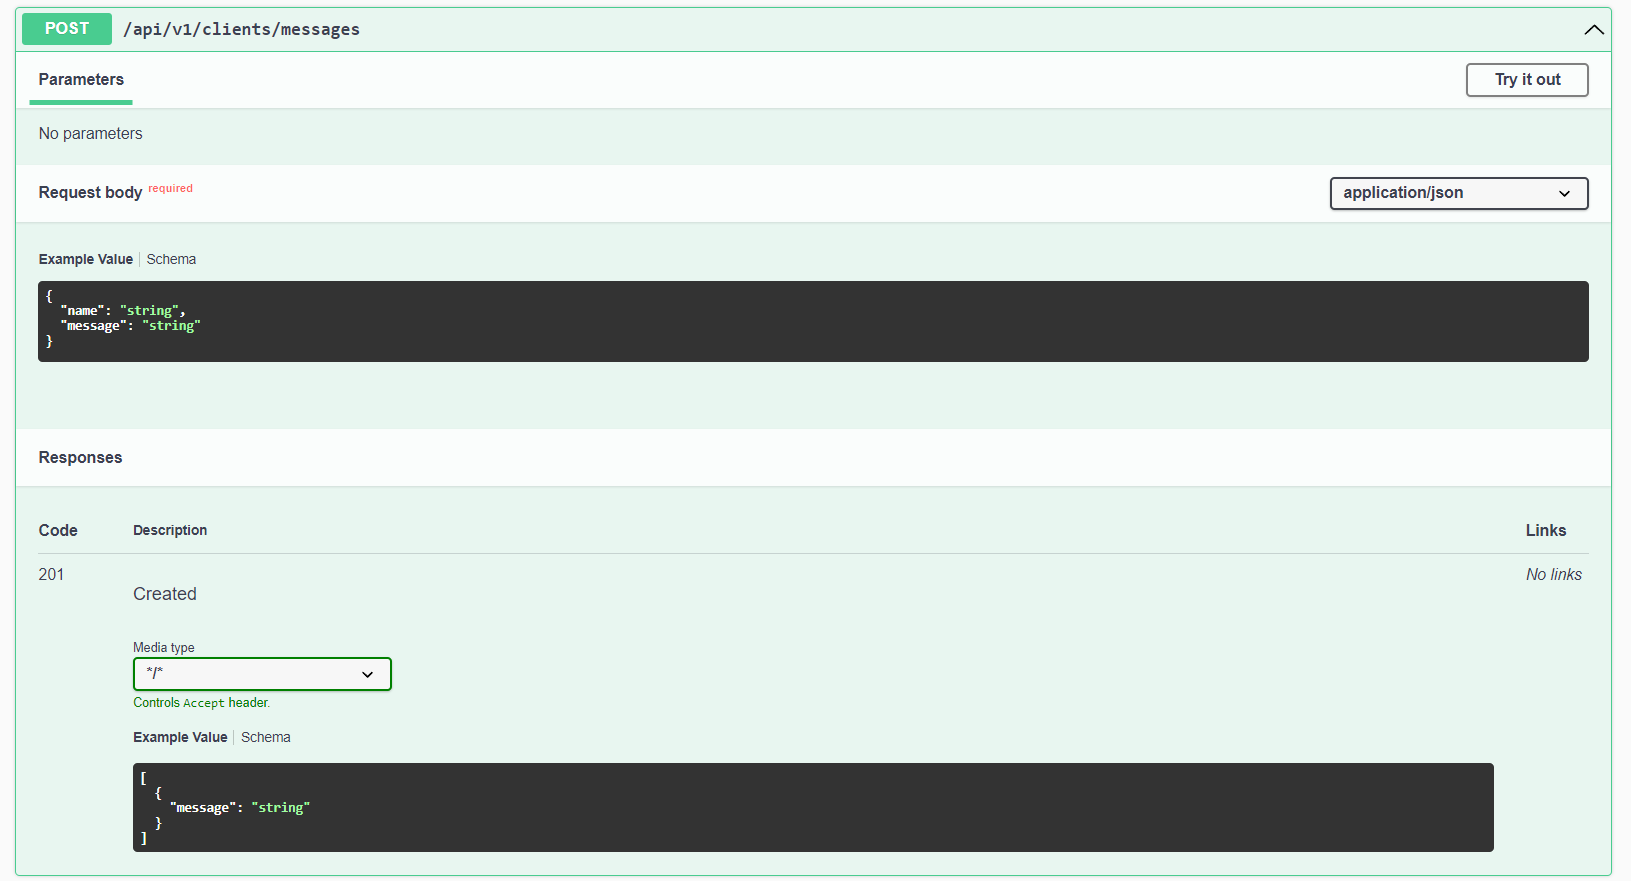 POST /api/v1/clients/messages
Parameters
Try it out
No parameters
Request body required
application/json
Example Value Schema
{
  "name": "string",
  "message": "string"
}
Responses
Code Description Links
201 No links
Created
Media type
*/*
Controls Accept header.
Example Value Schema
[
  {
    "message": "string"
  }
]